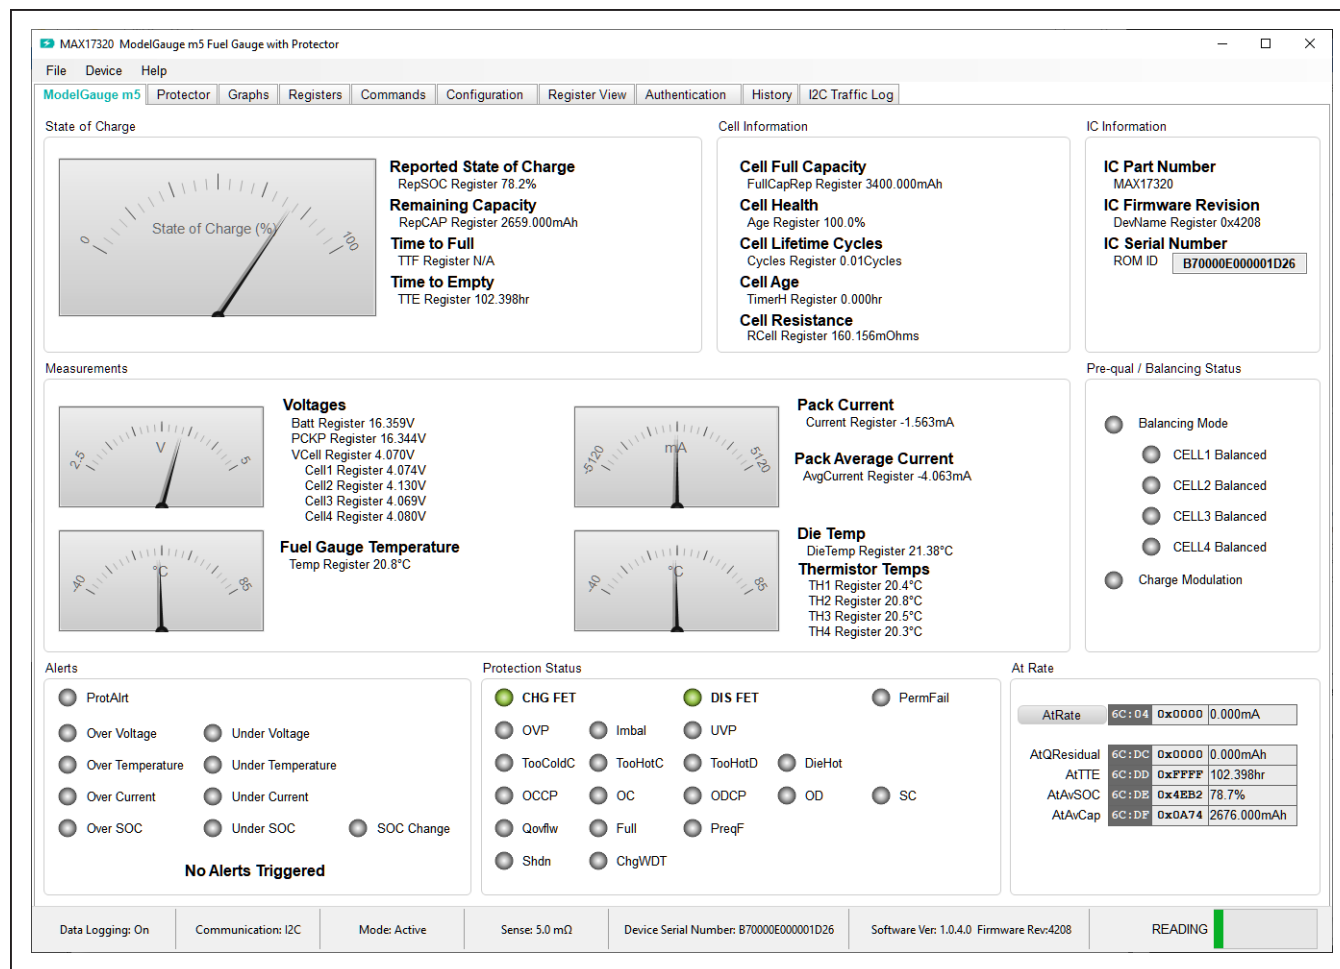 MAX17320 ModelGauge m5 Fuel Gauge with Protector
File Device Help
ModelGauge m5 Protector Graphs Registers Commands Configuration Register View Authentication History I2C Traffic Log
State of Charge
0 State of Charge (%) 100
Reported State of Charge
RepSOC Register 78.2%
Remaining Capacity
RepCAP Register 2659.000mAh
Time to Full
TTF Register N/A
Time to Empty
TTE Register 102.398hr
Cell Information
Cell Full Capacity
FullCapRep Register 3400.000mAh
Cell Health
Age Register 100.0%
Cell Lifetime Cycles
Cycles Register 0.01Cycles
Cell Age
TimerH Register 0.000hr
Cell Resistance
RCell Register 160.156mOhms
IC Information
IC Part Number
MAX17320
IC Firmware Revision
DevName Register 0x4208
IC Serial Number
ROM ID B70000E000001D26
Measurements
2.5 V 5
Voltages
Batt Register 16.359V
PCKP Register 16.344V
VCell Register 4.070V
Cell1 Register 4.074V
Cell2 Register 4.130V
Cell3 Register 4.069V
Cell4 Register 4.080V
-40 °C 85
Fuel Gauge Temperature
Temp Register 20.8°C
-5120 mA 5120
Pack Current
Current Register -1.563mA
Pack Average Current
AvgCurrent Register -4.063mA
-40 °C 85
Die Temp
DieTemp Register 21.38°C
Thermistor Temps
TH1 Register 20.4°C
TH2 Register 20.8°C
TH3 Register 20.5°C
TH4 Register 20.3°C
Pre-qual / Balancing Status
Balancing Mode
CELL1 Balanced
CELL2 Balanced
CELL3 Balanced
CELL4 Balanced
Charge Modulation
Alerts
ProtAlrt
Over Voltage Under Voltage
Over Temperature Under Temperature
Over Current Under Current
Over SOC Under SOC SOC Change
No Alerts Triggered
Protection Status
CHG FET DIS FET PermFail
OVP Imbal UVP
TooColdC TooHotC TooHotD DieHot
OCCP OC ODCP OD SC
Qovflw Full PreqF
Shdn ChgWDT
At Rate
AtRate 6C:04 0x0000 0.000mA
AtQResidual 6C:DC 0x0000 0.000mAh
AtTTE 6C:DD 0xFFFF 102.398hr
AtAvSOC 6C:DE 0x4EB2 78.7%
AtAvCap 6C:DF 0x0A74 2676.000mAh
Data Logging: On Communication: I2C Mode: Active Sense: 5.0 mΩ Device Serial Number: B70000E000001D26 Software Ver: 1.0.4.0 Firmware Rev:4208 READING